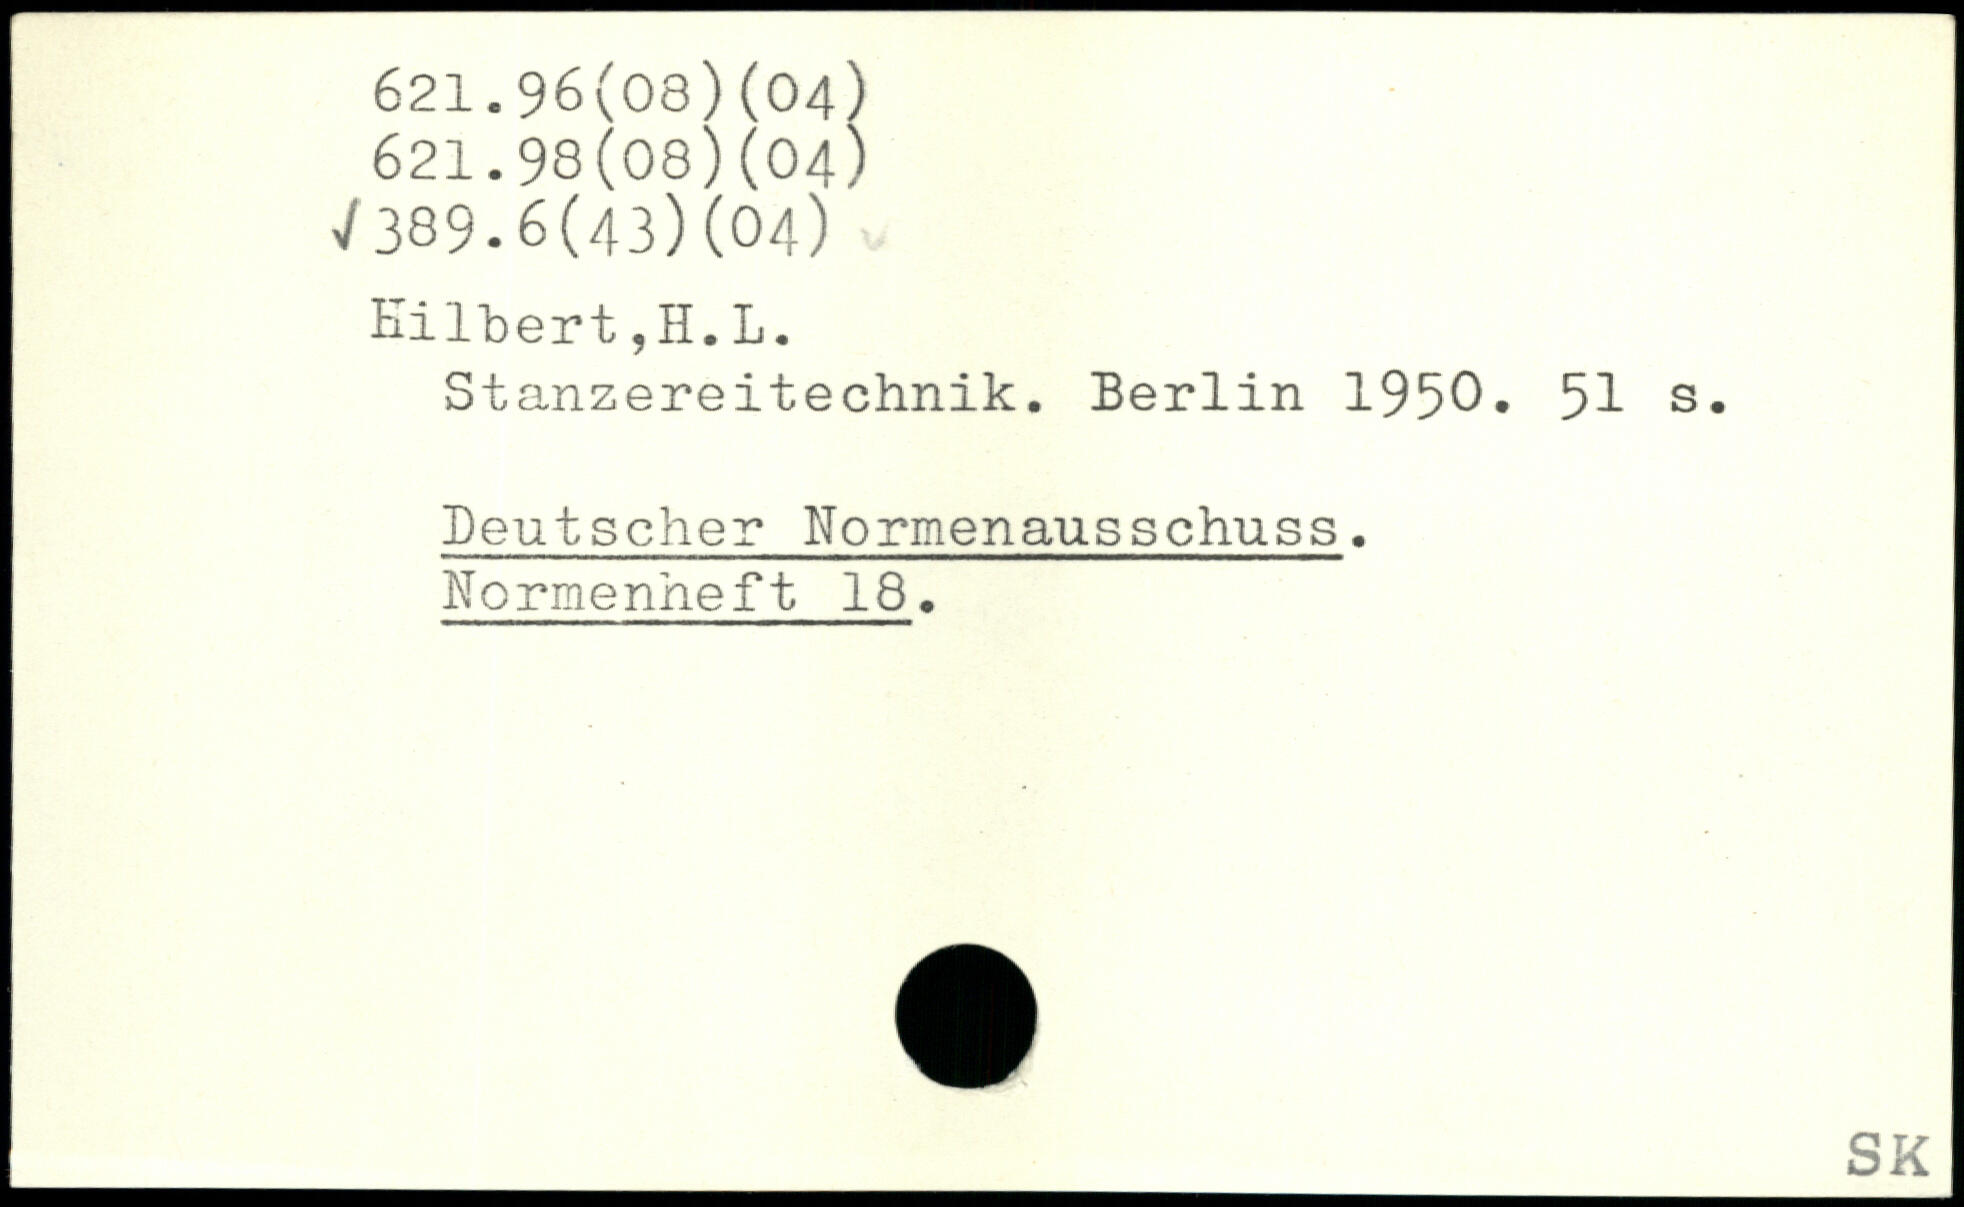 621.96(08)(04)
621.98(08)(04)
✓389.6(43)(04) ✓
Hilbert,H.L.
Stanzereitechnik. Berlin 1950. 51 s.
Deutscher Normenausschuss.
Normenheft 18.
SK